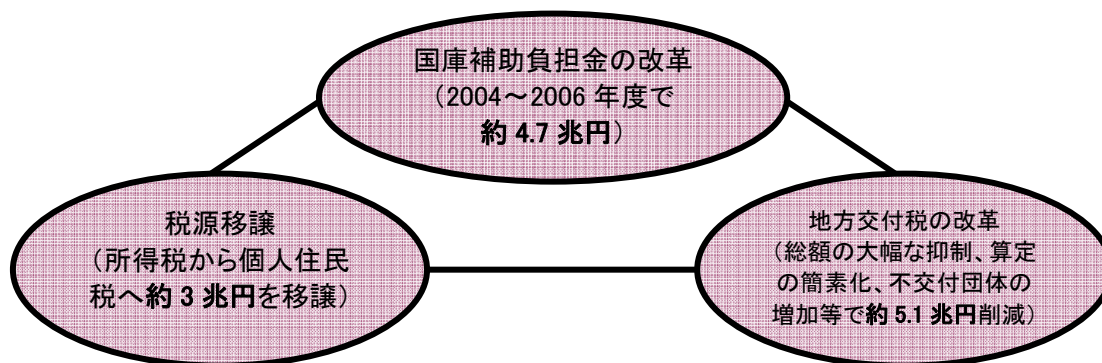 国庫補助負担金の改革
（2004～2006 年度で
約 4.7 兆円）
税源移譲
（所得税から個人住民
税へ約 3 兆円を移譲）
地方交付税の改革
（総額の大幅な抑制、算定
の簡素化、不交付団体の
増加等で約 5.1 兆円削減）